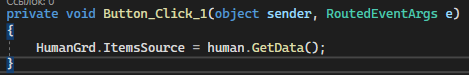 Ссылок: 0
private void Button_Click_1(object sender, RoutedEventArgs e)
{
HumanGrd.ItemsSource = human.GetData();
}